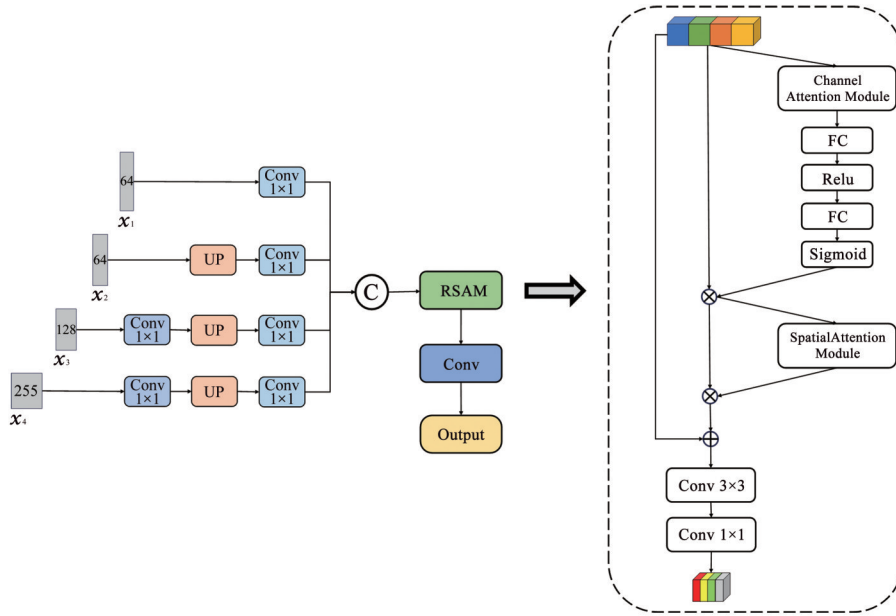 64
x₁
Conv
1×1
64
x₂
UP
Conv
1×1
128
x₃
Conv
1×1
UP
Conv
1×1
255
x₄
Conv
1×1
UP
Conv
1×1
C
RSAM
Conv
Output
Channel
Attention Module
FC
Relu
FC
Sigmoid
SpatialAttention
Module
Conv 3×3
Conv 1×1